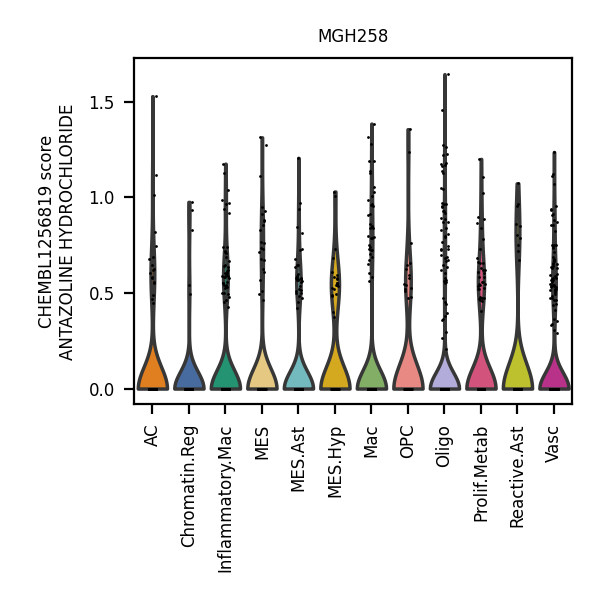 MGH258
CHEMBL1256819 score
ANTAZOLINE HYDROCHLORIDE
1.5
1.0
0.5
0.0
AC
Chromatin.Reg
Inflammatory.Mac
MES
MES.Ast
MES.Hyp
Mac
OPC
Oligo
Prolif.Metab
Reactive.Ast
Vasc